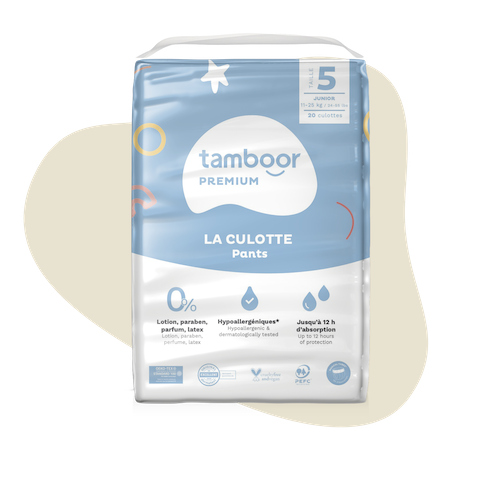 TAILLE
5
JUNIOR
20 culottes
tamboor
PREMIUM
LA CULOTTE
Pants
0%
Lotion, paraben,
parfum, latex
Lotion, paraben,
perfume, latex
Hypoallergéniques*
Hypoallergenic &
dermatologically tested
Jusqu'à 12 h
d'absorption
Up to 12 hours
of protection
PEFC